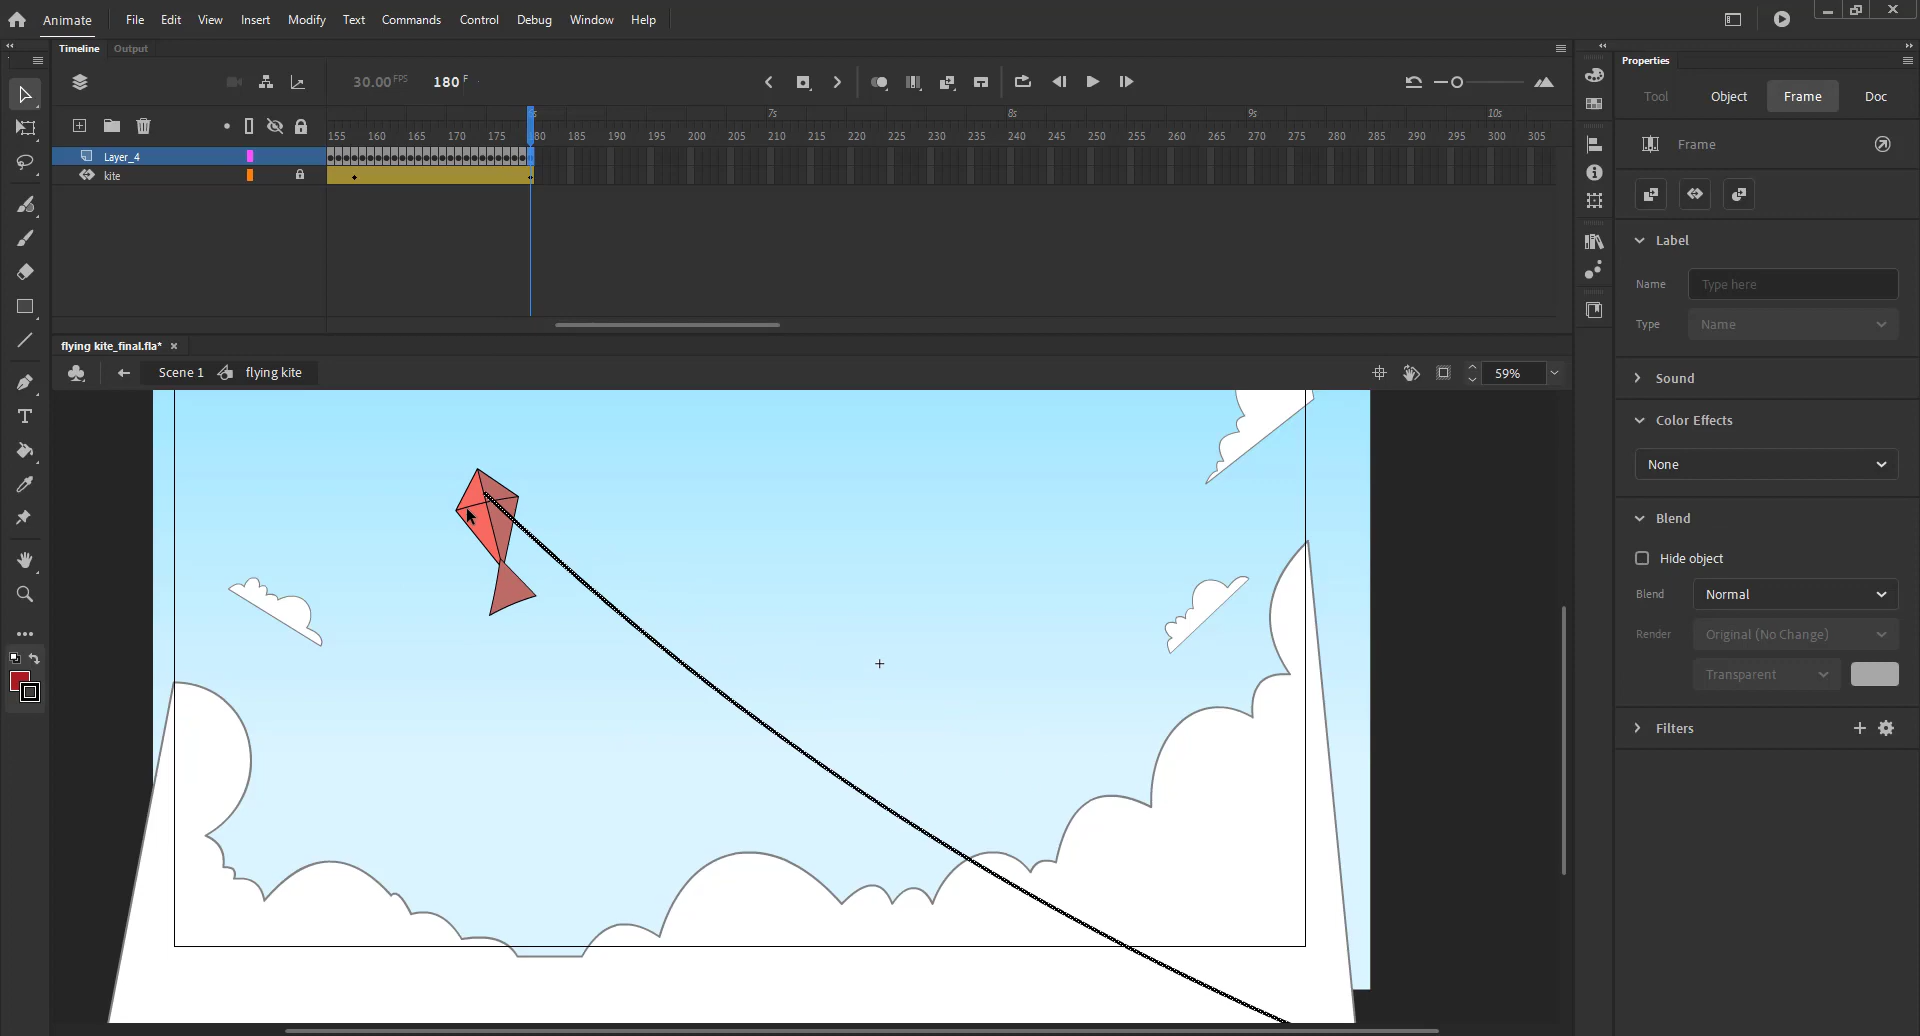 Animate File Edit View Insert Modify Text Commands Control Debug Window Help
Timeline Output
Properties
30.00 FPS 180 F
Tool Object Frame Doc
7s 8s 9s 10s
155 160 165 170 175 180 185 190 195 200 205 210 215 220 225 230 235 240 245 250 255 260 265 270 275 280 285 290 295 300 305
Layer_4
kite
Frame
Label
Name Type here
Type Name
flying kite_final.fla*
Scene 1 flying kite 59%
Sound
Color Effects
None
Blend
Hide object
Blend Normal
Render Original (No Change)
Transparent
Filters